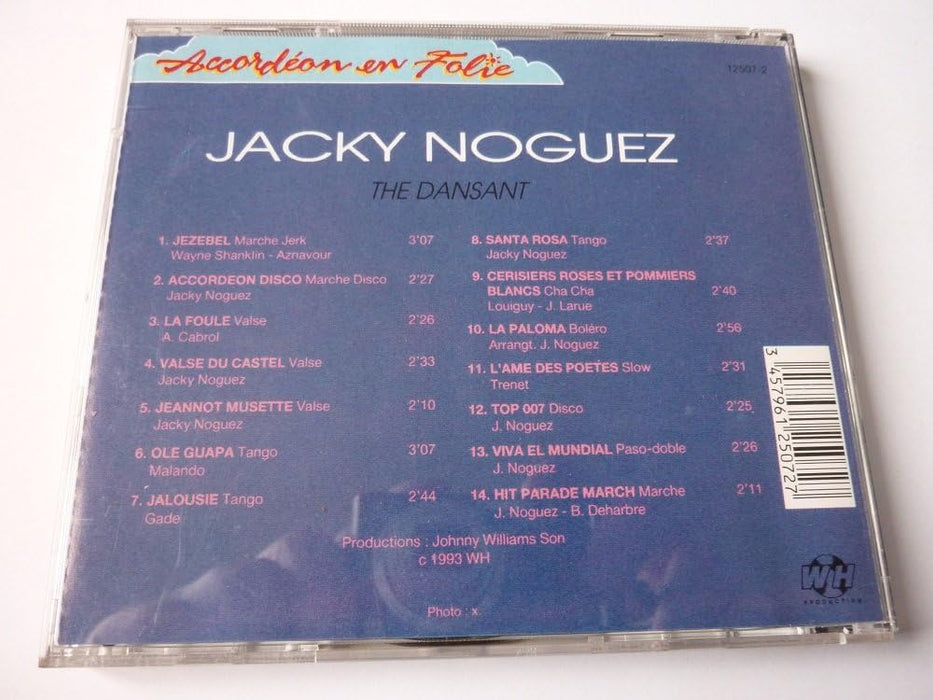 Accordéon en Folie
12507-2
JACKY NOGUEZ
THE DANSANT
1. JEZEBEL Marche Jerk 3'07
Wayne Shanklin - Aznavour
2. ACCORDEON DISCO Marche Disco 2'27
Jacky Noguez
3. LA FOULE Valse 2'26
A. Cabrol
4. VALSE DU CASTEL Valse 2'33
Jacky Noguez
5. JEANNOT MUSETTE Valse 2'10
Jacky Noguez
6. OLE GUAPA Tango 3'07
Malando
7. JALOUSIE Tango 2'44
Gade
8. SANTA ROSA Tango 2'37
Jacky Noguez
9. CERISIERS ROSES ET POMMIERS
BLANCS Cha Cha 2'40
Louiguy - J. Larue
10. LA PALOMA Boléro 2'56
Arrangt. J. Noguez
11. L'AME DES POETES Slow 2'31
Trenet
12. TOP 007 Disco 2'25
J. Noguez
13. VIVA EL MUNDIAL Paso-doble 2'26
J. Noguez
14. HIT PARADE MARCH Marche 2'11
J. Noguez - B. Deharbre
Productions : Johnny Williams Son
c 1993 WH
Photo : x.
3 457961 250727
WH
PRODUCTION